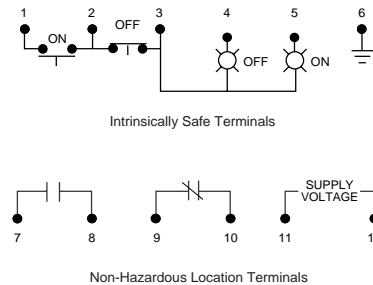 1 2 3 4 5 6
ON OFF OFF ON
Intrinsically Safe Terminals
SUPPLY
VOLTAGE
7 8 9 10 11
Non-Hazardous Location Terminals